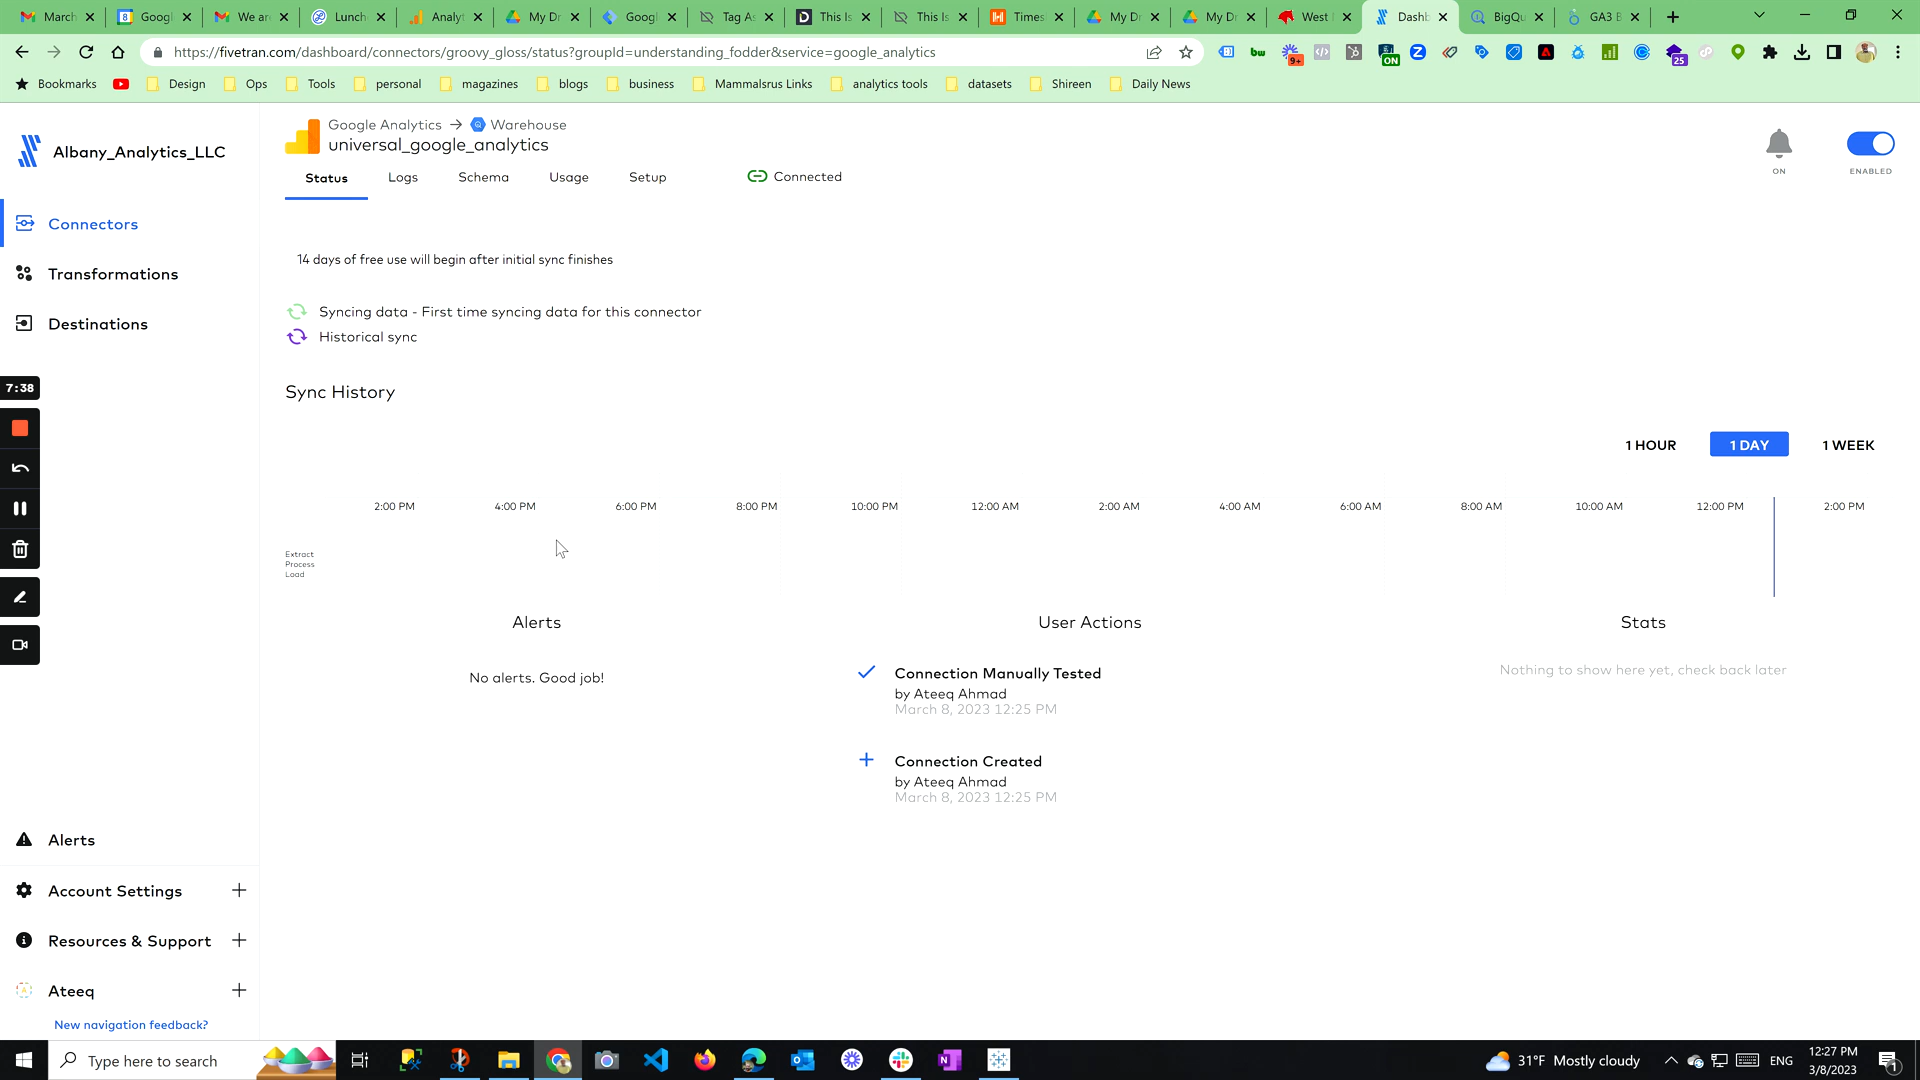 March
Google
We are
Lunch
Analyt
My Dr
Google
Tag As
This Is
This Is
Times
My Dr
My Dr
West
Dashb
BigQu
GA3 B
https://fivetran.com/dashboard/connectors/groovy_gloss/status?groupId=understanding_fodder&service=google_analytics
bw
9+
ON
25
Bookmarks
Design
Ops
Tools
personal
magazines
blogs
business
Mammalsrus Links
analytics tools
datasets
Shireen
Daily News
Albany_Analytics_LLC
Google Analytics → Warehouse
universal_google_analytics
ON
ENABLED
Status
Logs
Schema
Usage
Setup
Connected
Connectors
Transformations
Destinations
14 days of free use will begin after initial sync finishes
Syncing data - First time syncing data for this connector
Historical sync
7:38
Sync History
1 HOUR
1 DAY
1 WEEK
2:00 PM
4:00 PM
6:00 PM
8:00 PM
10:00 PM
12:00 AM
2:00 AM
4:00 AM
6:00 AM
8:00 AM
10:00 AM
12:00 PM
2:00 PM
Extract
Process
Load
Alerts
No alerts. Good job!
User Actions
Connection Manually Tested
by Ateeq Ahmad
March 8, 2023 12:25 PM
Connection Created
by Ateeq Ahmad
March 8, 2023 12:25 PM
Stats
Nothing to show here yet, check back later
Alerts
Account Settings
Resources & Support
Ateeq
New navigation feedback?
Type here to search
31°F Mostly cloudy
ENG
12:27 PM
3/8/2023
1